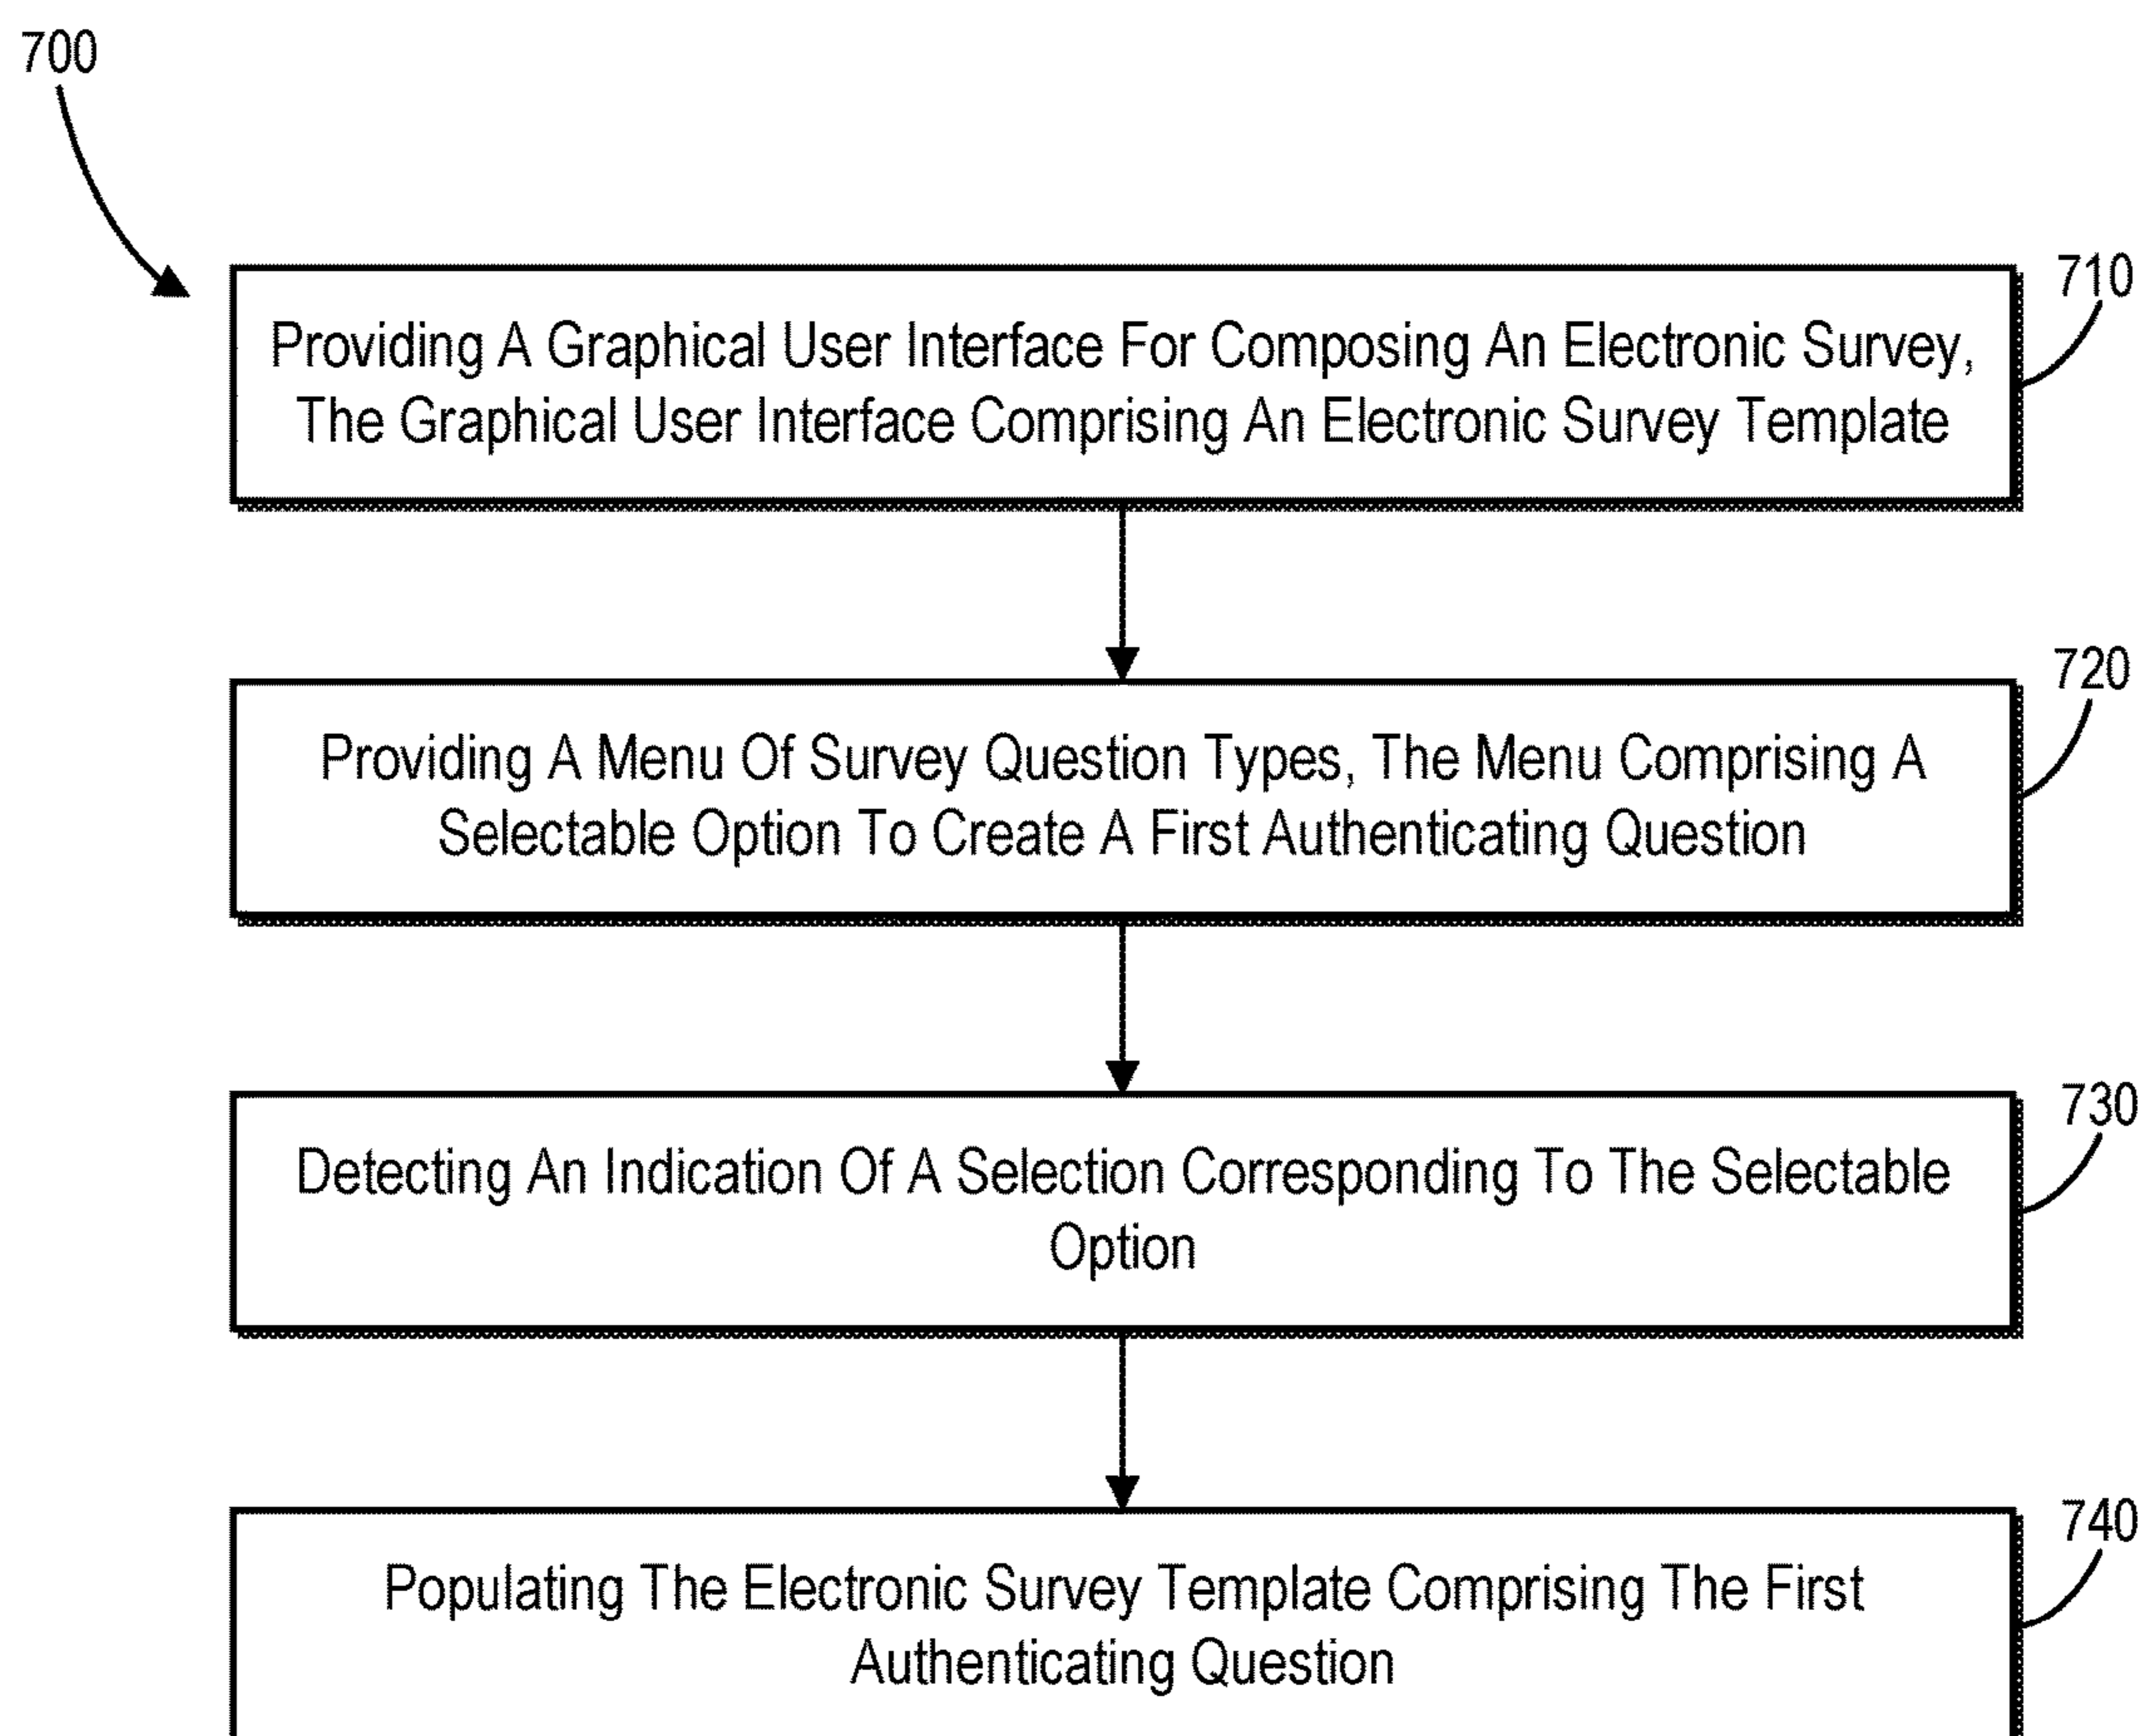 700
710
Providing A Graphical User Interface For Composing An Electronic Survey,
The Graphical User Interface Comprising An Electronic Survey Template
720
Providing A Menu Of Survey Question Types, The Menu Comprising A
Selectable Option To Create A First Authenticating Question
730
Detecting An Indication Of A Selection Corresponding To The Selectable
Option
740
Populating The Electronic Survey Template Comprising The First
Authenticating Question